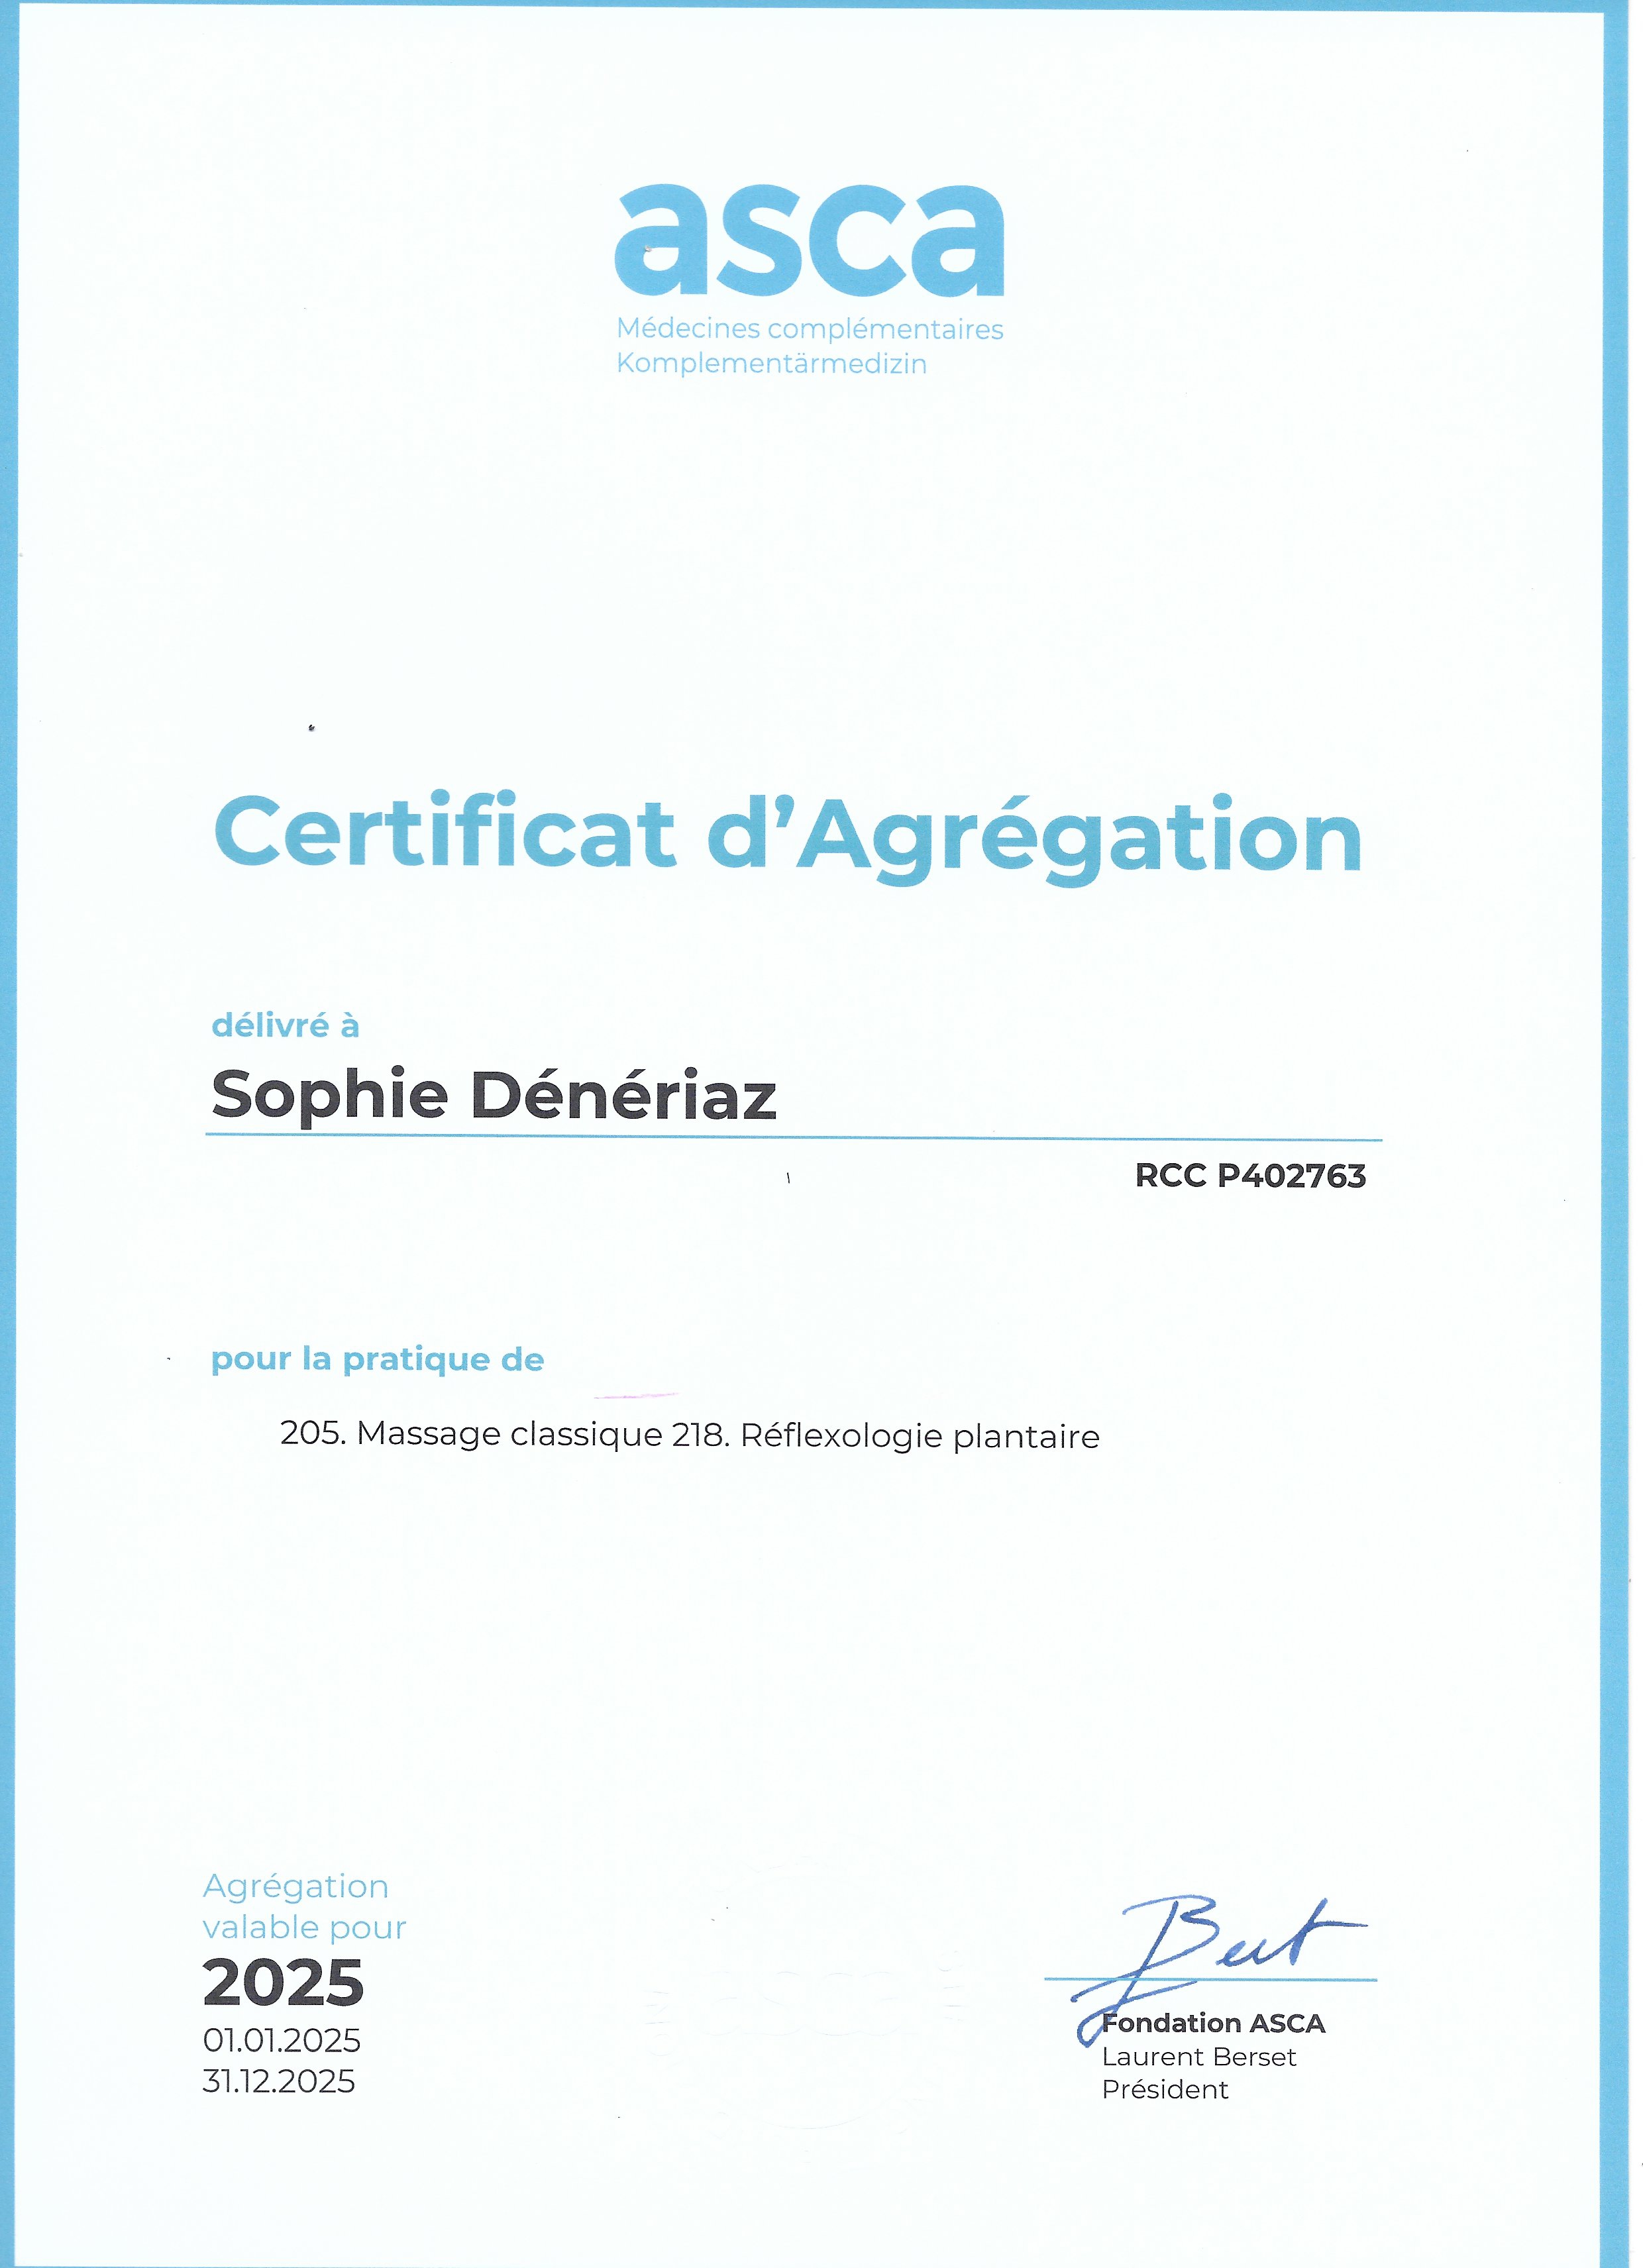 asca
Médecines complémentaires
Komplementärmedizin
Certificat d'Agrégation
délivré à
Sophie Dénériaz
RCC P402763
pour la pratique de
205. Massage classique 218. Réflexologie plantaire
Agrégation
valable pour
2025
01.01.2025
31.12.2025
Fondation ASCA
Laurent Berset
Président